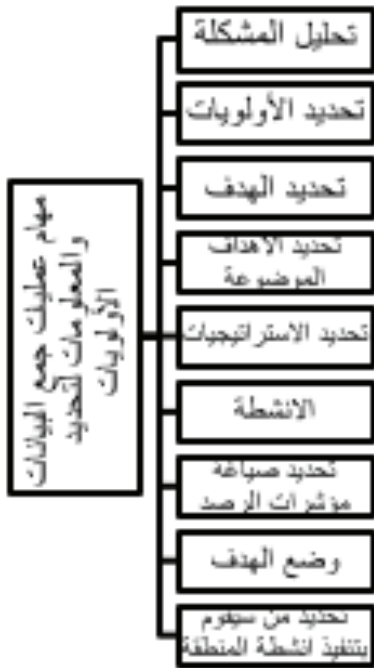 مهام عمليات جمع البيانات
والمعلومات لتحديد
الأولويات
تحليل المشكلة
تحديد الأولويات
تحديد الهدف
تحديد الاهداف
الموضوعة
تحديد الاستراتيجيات
الانشطة
تحديد صياغة
مؤشرات الرصد
وضع الهدف
تحديد من سيقوم
بتنفيذ انشطة المنطقة